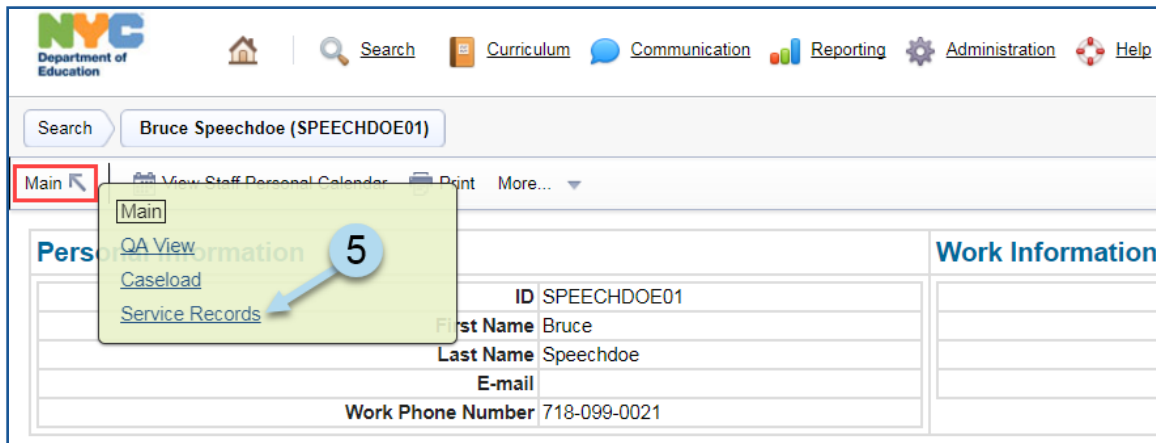 NYC
Department of
Education
Search
Curriculum
Communication
Reporting
Administration
Help
Search
Bruce Speechdoe (SPEECHDOE01)
Main
View Staff Personal Calendar
Print
More...
Main
QA View
Caseload
Service Records
5
Personal Information
Work Information
ID SPEECHDOE01
First Name Bruce
Last Name Speechdoe
E-mail
Work Phone Number 718-099-0021